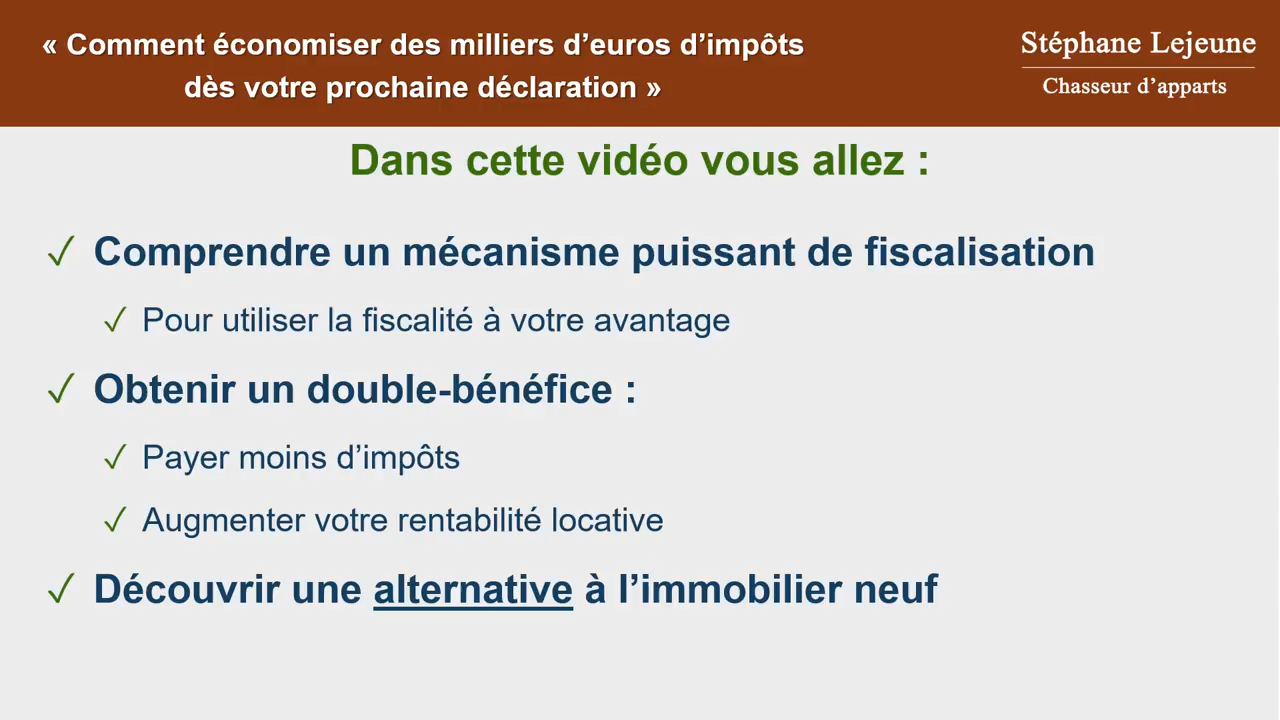 « Comment économiser des milliers d’euros d’impôts
dès votre prochaine déclaration »
Stéphane Lejeune
Chasseur d’apparts
Dans cette vidéo vous allez :
✓ Comprendre un mécanisme puissant de fiscalisation
✓ Pour utiliser la fiscalité à votre avantage
✓ Obtenir un double-bénéfice :
✓ Payer moins d’impôts
✓ Augmenter votre rentabilité locative
✓ Découvrir une alternative à l’immobilier neuf